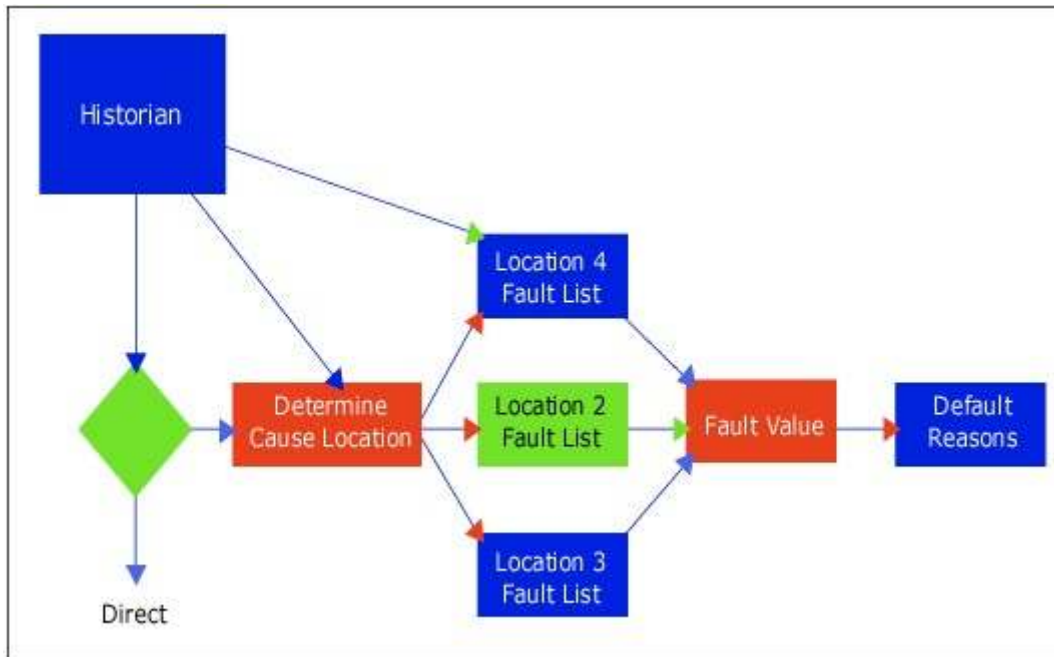 Historian
Location 4
Fault List
Determine
Cause Location
Location 2
Fault List
Fault Value
Default
Reasons
Location 3
Fault List
Direct